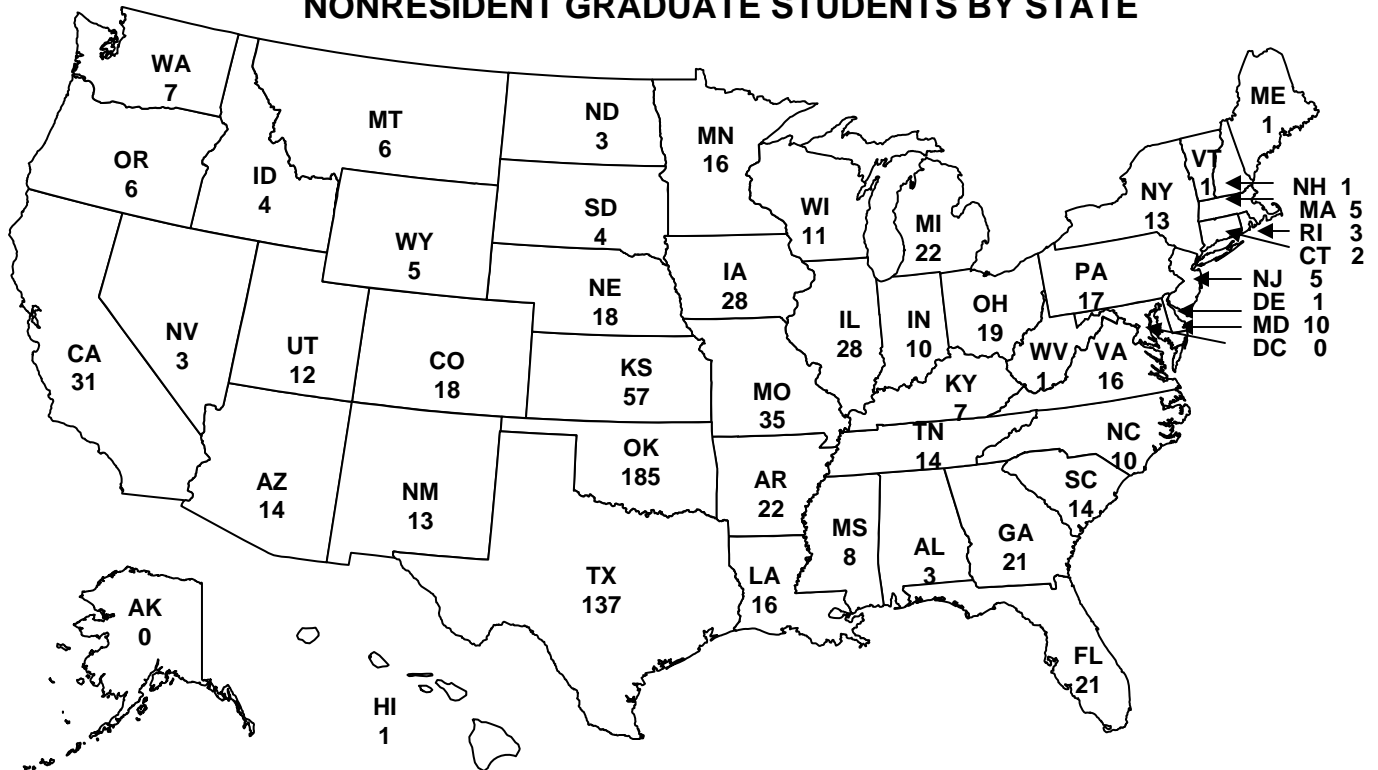 NONRESIDENT GRADUATE STUDENTS BY STATE
WA
7
MT
6
ND
3
MN
16
ME
1
OR
6
ID
4
SD
4
WI
11
MI
22
NY
13
VT
1
NH 1
MA 5
RI 3
CT 2
NJ 5
DE 1
MD 10
DC 0
WY
5
NE
18
IA
28
PA
17
NV
3
UT
12
CO
18
KS
57
MO
35
IL
28
IN
10
OH
19
WV
1
VA
16
CA
31
KY
7
AZ
14
NM
13
OK
185
AR
22
TN
14
NC
10
SC
14
MS
8
AL
3
GA
21
TX
137
LA
16
AK
0
HI
1
FL
21